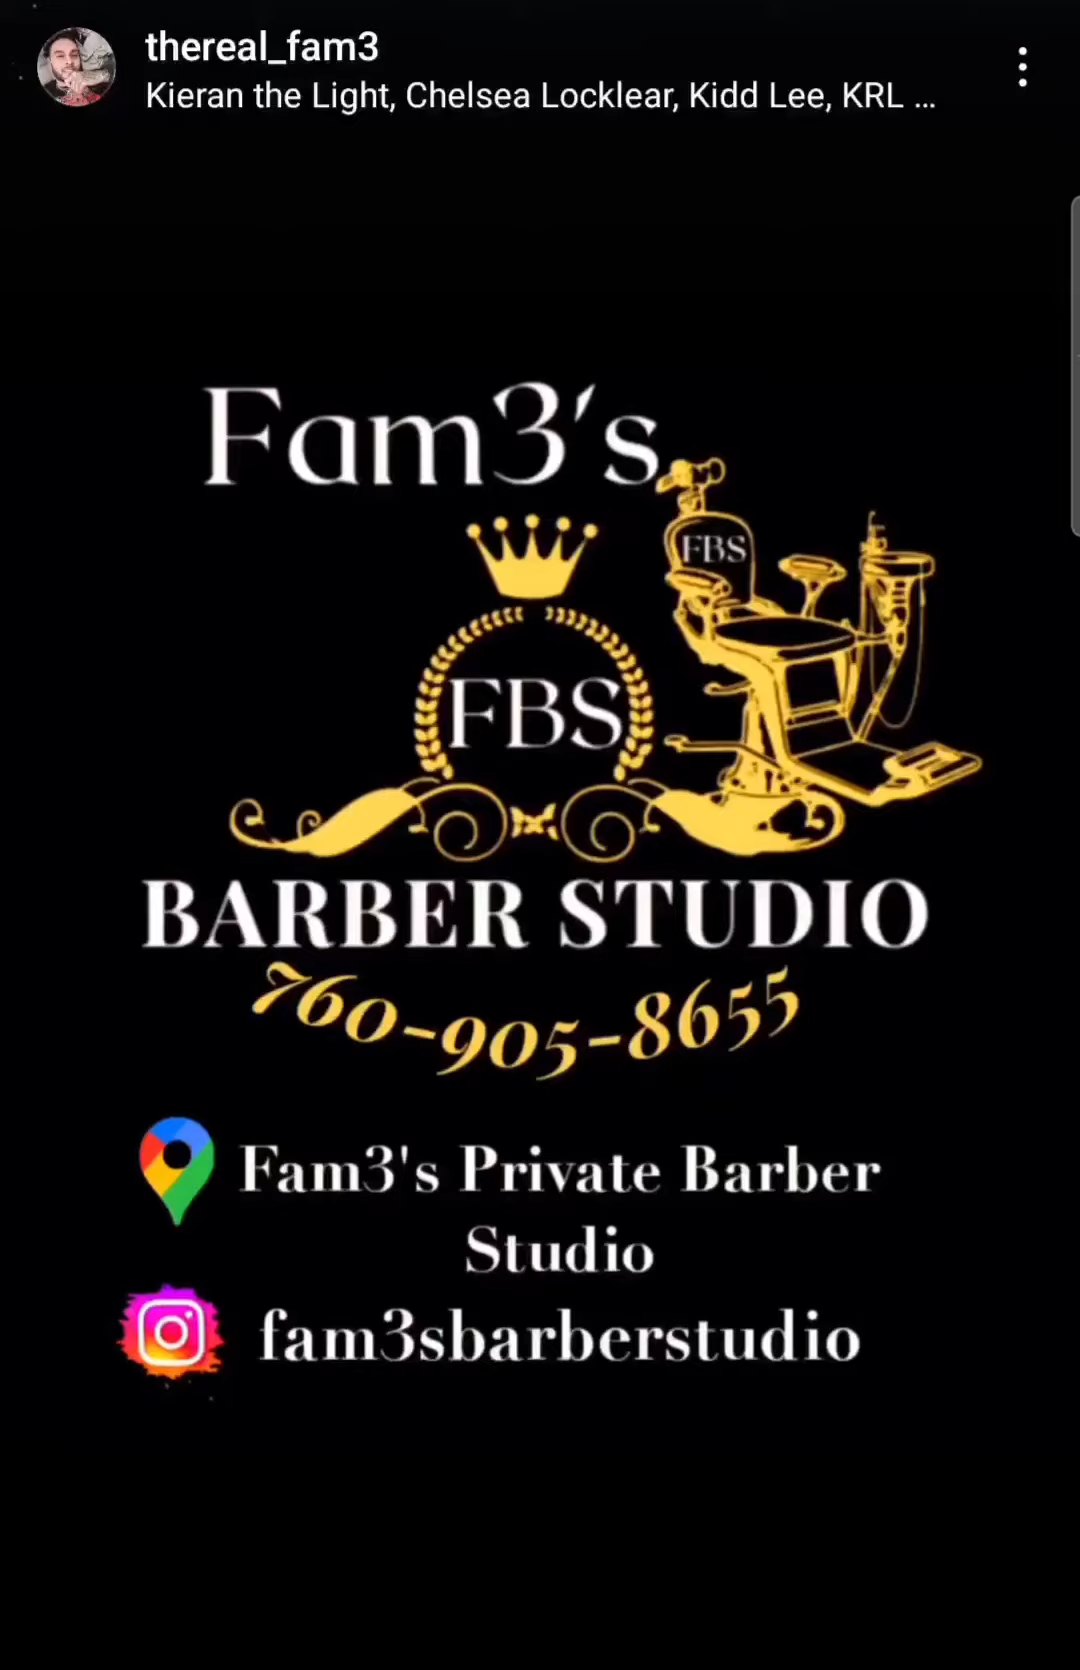 thereal_fam3
Kieran the Light, Chelsea Locklear, Kidd Lee, KRL ...
Fam3's
FBS
FBS
BARBER STUDIO
760-905-8655
Fam3's Private Barber
Studio
fam3sbarberstudio